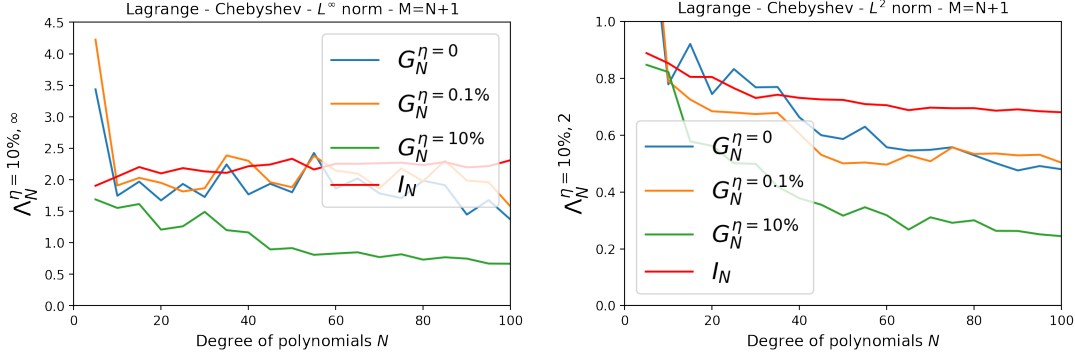 Lagrange - Chebyshev - L^∞ norm - M=N+1
4.5
4.0
3.5
3.0
2.5
2.0
1.5
1.0
0.5
0.0
Λ_N^{η = 10%, ∞}
G_N^{η = 0}
G_N^{η = 0.1%}
G_N^{η = 10%}
I_N
0 20 40 60 80 100
Degree of polynomials N
Lagrange - Chebyshev - L^2 norm - M=N+1
1.0
0.8
0.6
0.4
0.2
0.0
Λ_N^{η = 10%, 2}
G_N^{η = 0}
G_N^{η = 0.1%}
G_N^{η = 10%}
I_N
0 20 40 60 80 100
Degree of polynomials N